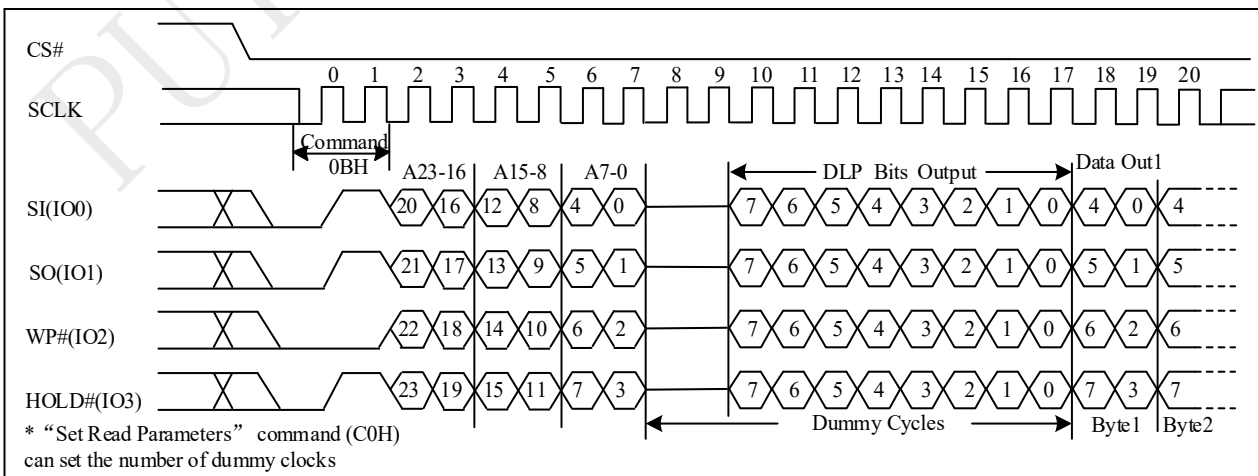 PUY
CS#
0 1 2 3 4 5 6 7 8 9 10 11 12 13 14 15 16 17 18 19 20
SCLK
Command
0BH
A23-16 A15-8 A7-0 DLP Bits Output Data Out1
SI(IO0) 20 16 12 8 4 0 7 6 5 4 3 2 1 0 4 0 4
SO(IO1) 21 17 13 9 5 1 7 6 5 4 3 2 1 0 5 1 5
WP#(IO2) 22 18 14 10 6 2 7 6 5 4 3 2 1 0 6 2 6
HOLD#(IO3) 23 19 15 11 7 3 7 6 5 4 3 2 1 0 7 3 7
Dummy Cycles Byte1 Byte2
* “Set Read Parameters” command (C0H)
can set the number of dummy clocks